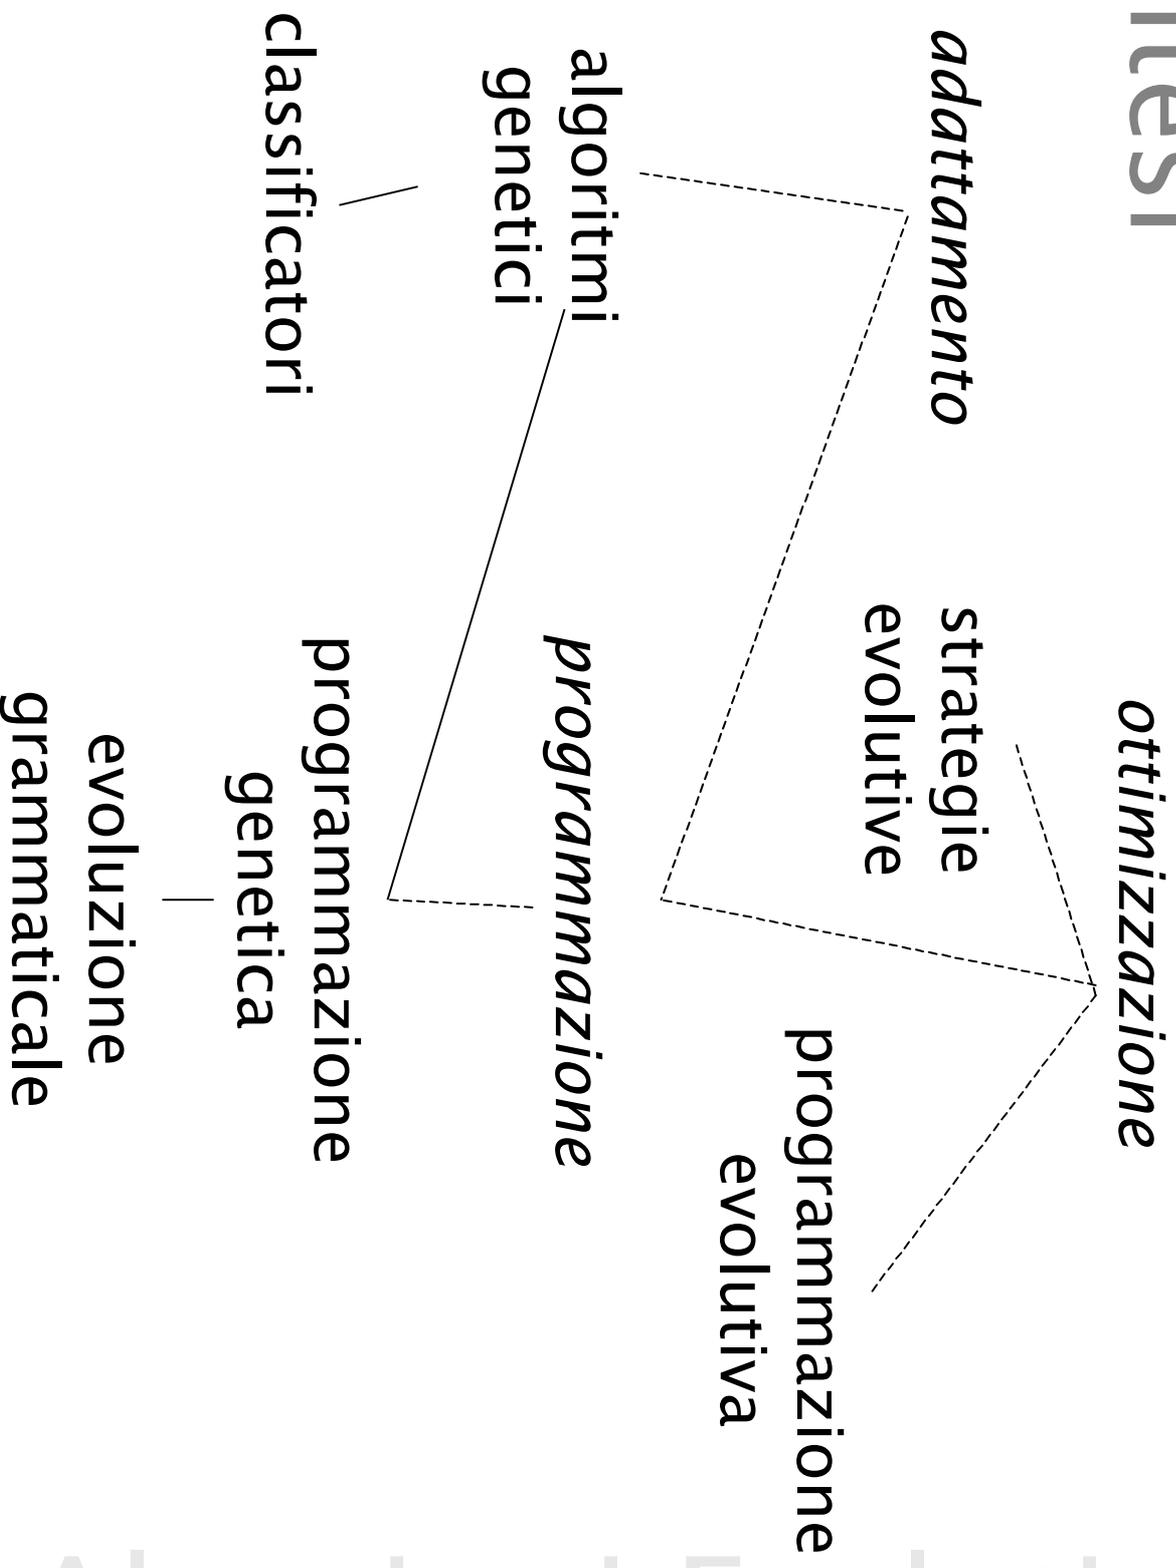 ottimizzazione
adattamento
strategie
evolutive
programmazione
evolutiva
algoritmi
genetici
programmazione
classificatori
programmazione
genetica
evoluzione
grammaticale